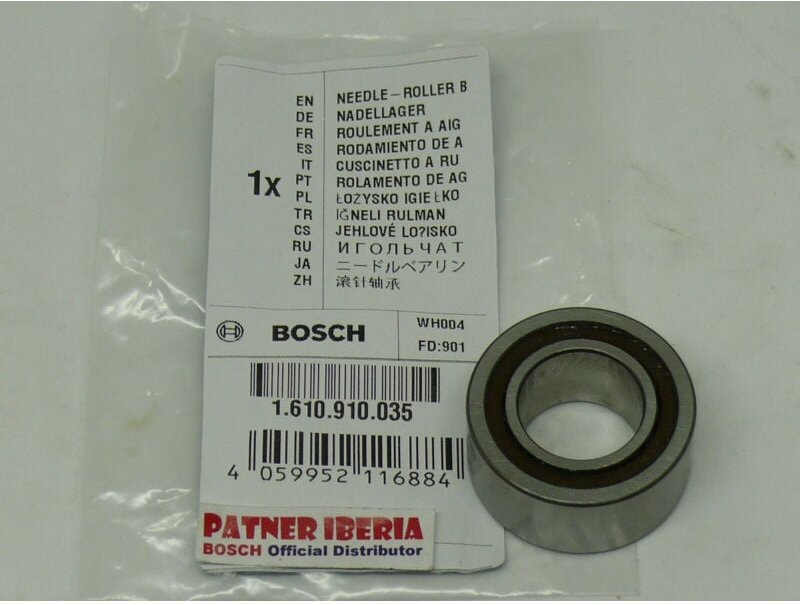 1x
EN NEEDLE-ROLLER B
DE NADELLAGER
FR ROULEMENT A AIG
ES RODAMIENTO DE A
IT CUSCINETTO A RU
PT ROLAMENTO DE AG
PL ŁOŻYSKO IGIEŁKO
TR IĞNELI RULMAN
CS JEHLOVÉ LO?ISKO
RU ИГОЛЬЧАТ
JA ニードルベアリン
ZH 滚针轴承
BOSCH
WH004
FD:901
1.610.910.035
4 059952 116884
PATNER IBERIA
BOSCH Official Distributor